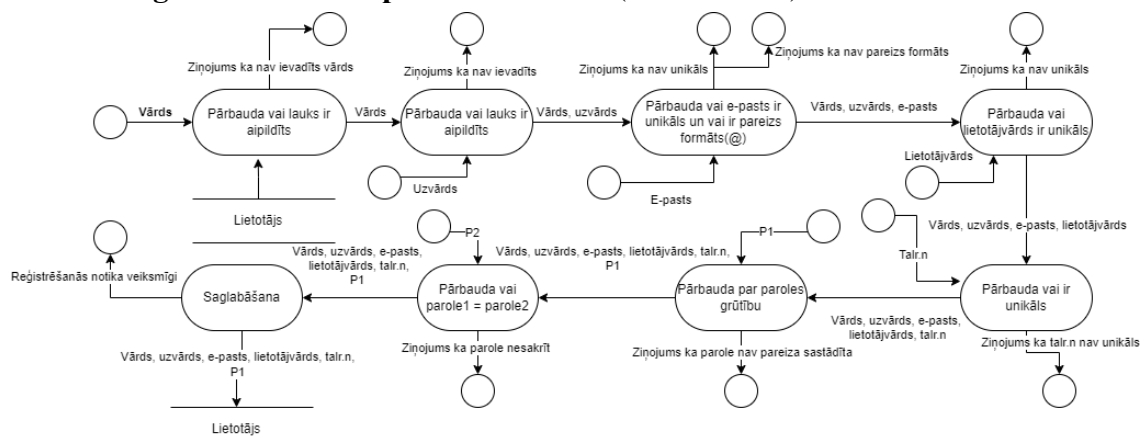 Ziņojums ka nav ievadīts vārds
Ziņojums ka nav ievadīts
Ziņojums ka nav unikāls
Ziņojums ka nav pareizs formāts
Ziņojums ka nav unikāls
Vārds
Pārbauda vai lauks ir
aipildīts
Vārds
Pārbauda vai lauks ir
aipildīts
Vārds, uzvārds
Pārbauda vai e-pasts ir
unikāls un vai ir pareizs
formāts(@)
Vārds, uzvārds, e-pasts
Pārbauda vai
lietotājvārds ir unikāls
Uzvārds
E-pasts
Lietotājvārds
Lietotājs
Vārds, uzvārds, e-pasts, lietotājvārds
Talr.n
P2
P1
Vārds, uzvārds, e-pasts,
lietotājvārds, talr.n,
P1
Vārds, uzvārds, e-pasts, lietotājvārds, talr.n,
P1
Reģistrēšanās notika veiksmīgi
Saglabāšana
Pārbauda vai
parole1 = parole2
Pārbauda par paroles
grūtību
Pārbauda vai ir
unikāls
Vārds, uzvārds, e-pasts,
lietotājvārds, talr.n
Vārds, uzvārds, e-pasts, lietotājvārds, talr.n,
P1
Ziņojums ka parole nesakrīt
Ziņojums ka parole nav pareiza sastādīta
Ziņojums ka talr.n nav unikāls
Lietotājs